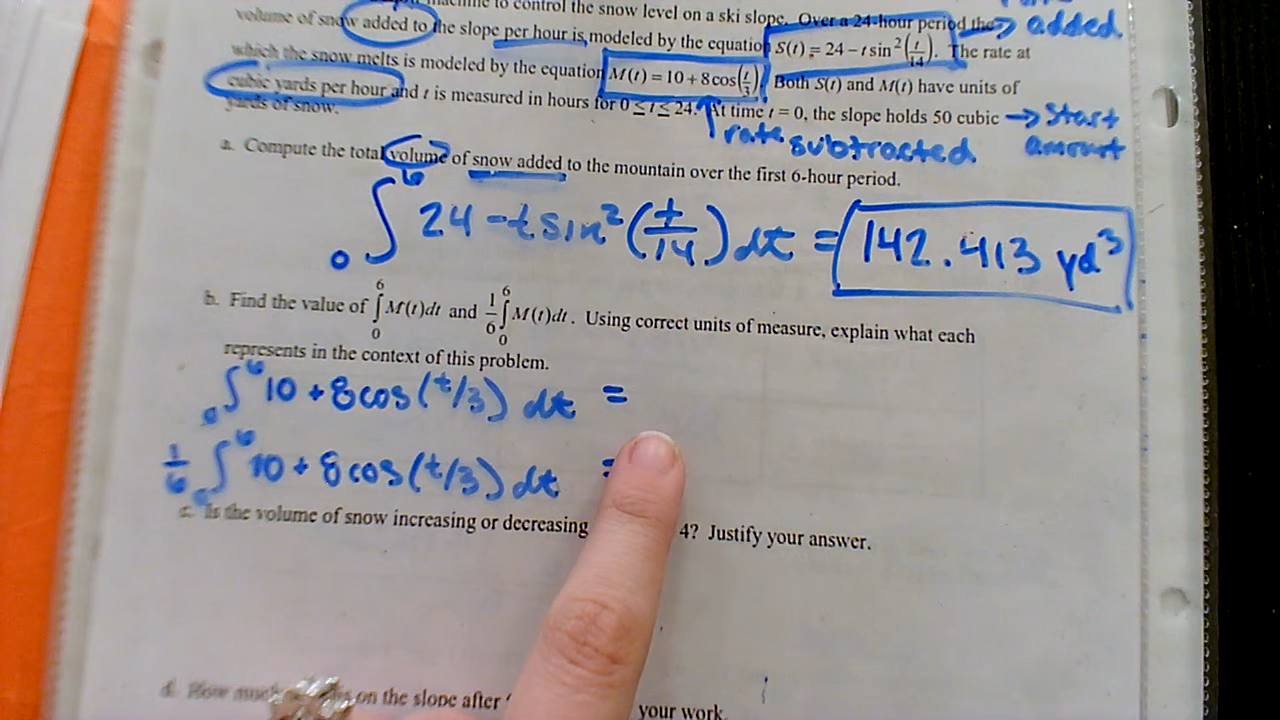 machine to control the snow level on a ski slope. Over a 24-hour period the → added.
volume of snow added to the slope per hour is modeled by the equation S(t) = 24 − t sin²(t/14). The rate at
which the snow melts is modeled by the equation M(t) = 10 + 8cos(t/3). Both S(t) and M(t) have units of
cubic yards per hour and t is measured in hours for 0 ≤ t ≤ 24. At time t = 0, the slope holds 50 cubic → Start amount
yards of snow.
rate subtracted
a. Compute the total volume of snow added to the mountain over the first 6-hour period.
∫₀⁶ 24 - t sin²(t/14) dt = 142.413 yd³
b. Find the value of ∫₀⁶ M(t)dt and 1/6 ∫₀⁶ M(t)dt. Using correct units of measure, explain what each
represents in the context of this problem.
∫₀⁶ 10 + 8cos(t/3) dt =
1/6 ∫₀⁶ 10 + 8cos(t/3) dt =
c. Is the volume of snow increasing or decreasing 4? Justify your answer.
d. How much on the slope after your work.